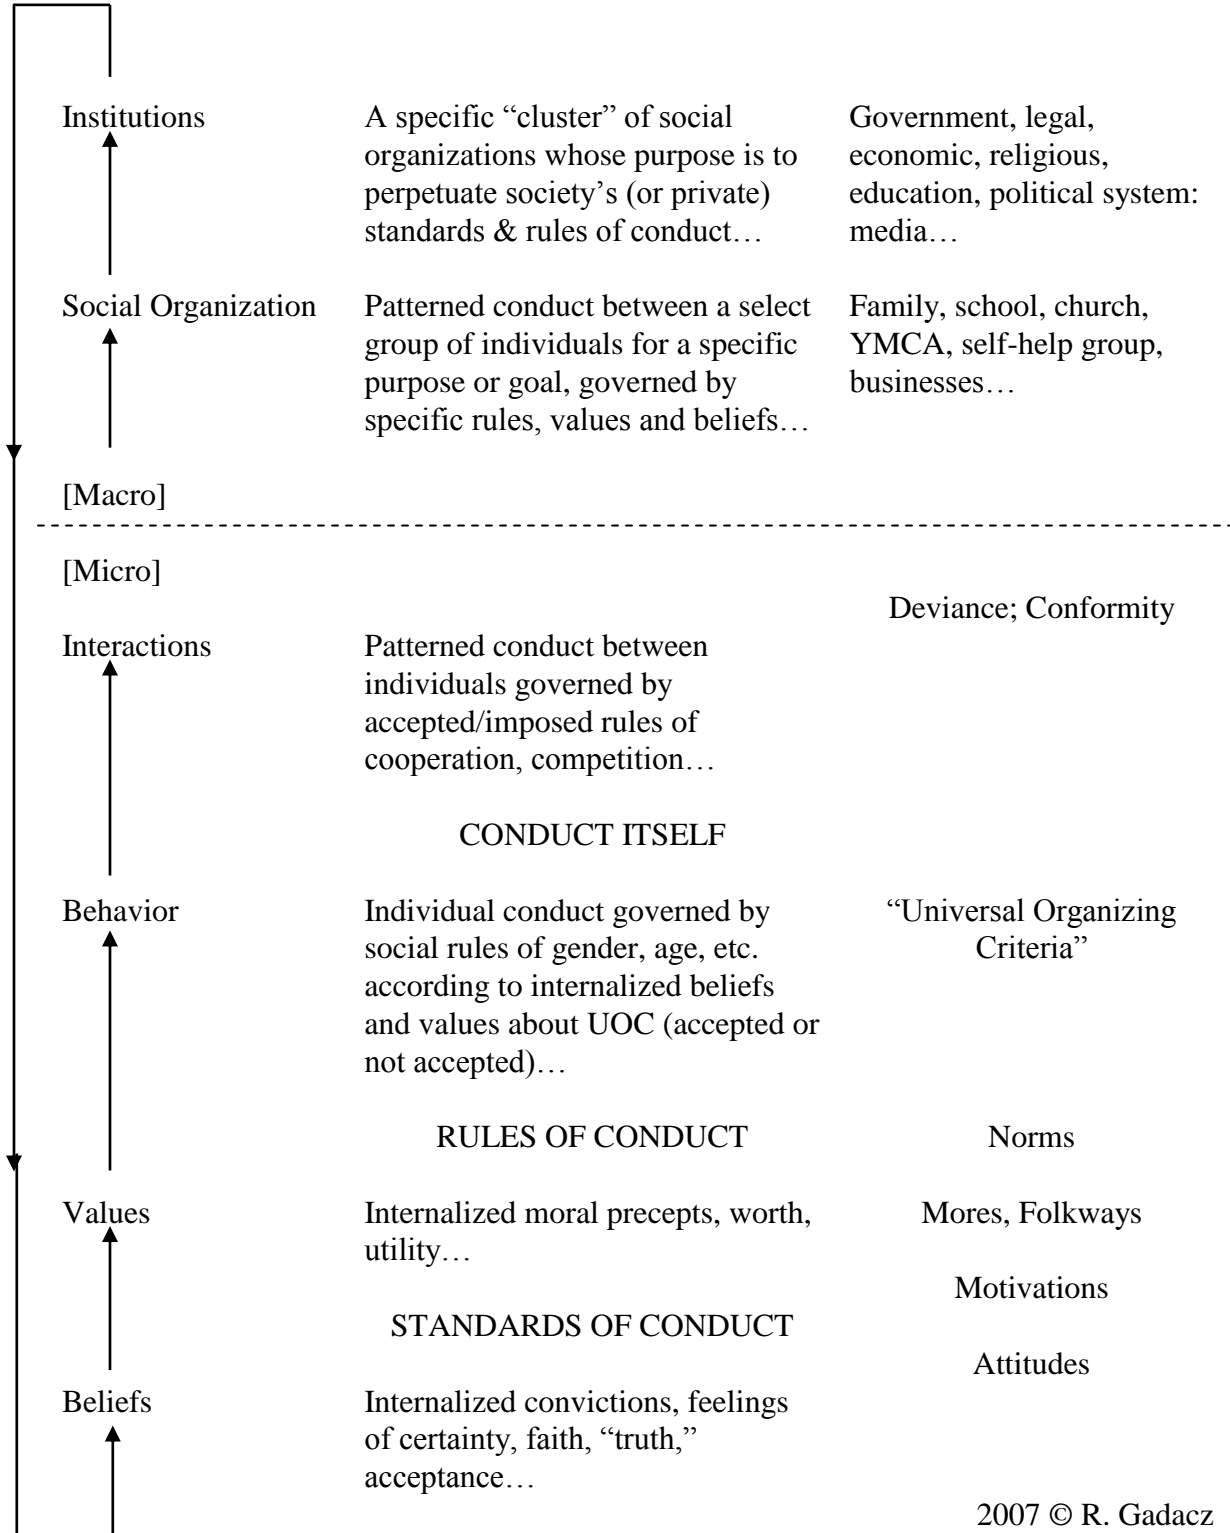 Institutions
A specific “cluster” of social
organizations whose purpose is to
perpetuate society’s (or private)
standards & rules of conduct…
Government, legal,
economic, religious,
education, political system:
media…
Social Organization
Patterned conduct between a select
group of individuals for a specific
purpose or goal, governed by
specific rules, values and beliefs…
Family, school, church,
YMCA, self-help group,
businesses…
[Macro]
[Micro]
Deviance; Conformity
Interactions
Patterned conduct between
individuals governed by
accepted/imposed rules of
cooperation, competition…
CONDUCT ITSELF
Behavior
Individual conduct governed by
social rules of gender, age, etc.
according to internalized beliefs
and values about UOC (accepted or
not accepted)…
“Universal Organizing
Criteria”
RULES OF CONDUCT
Norms
Values
Internalized moral precepts, worth,
utility…
Mores, Folkways
Motivations
STANDARDS OF CONDUCT
Attitudes
Beliefs
Internalized convictions, feelings
of certainty, faith, “truth,”
acceptance…
2007 © R. Gadacz